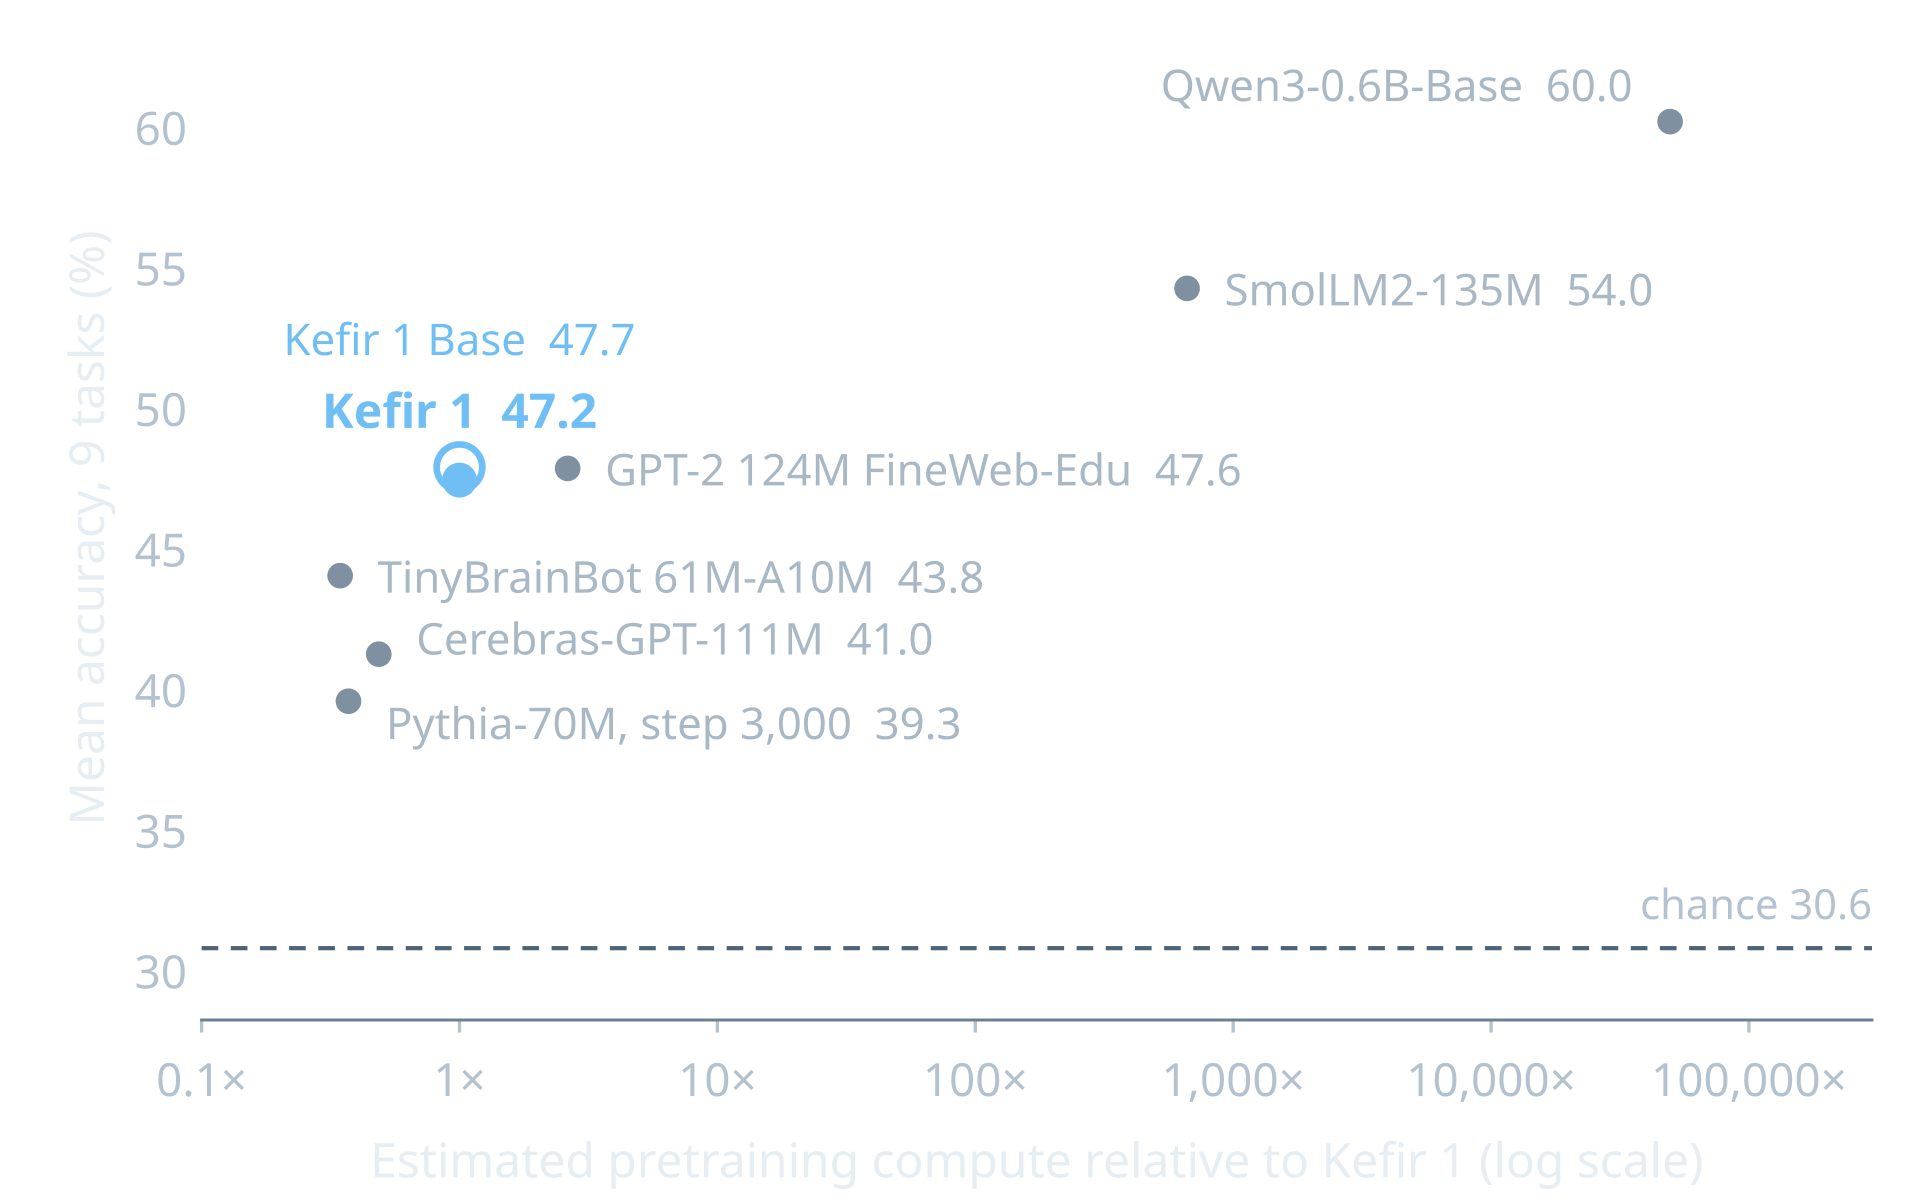 Qwen3-0.6B-Base 60.0
60
55
SmolLM2-135M 54.0
Kefir 1 Base 47.7
50
Kefir 1 47.2
GPT-2 124M FineWeb-Edu 47.6
45
TinyBrainBot 61M-A10M 43.8
Cerebras-GPT-111M 41.0
40
Pythia-70M, step 3,000 39.3
35
chance 30.6
30
Mean accuracy, 9 tasks (%)
0.1× 1× 10× 100× 1,000× 10,000× 100,000×
Estimated pretraining compute relative to Kefir 1 (log scale)